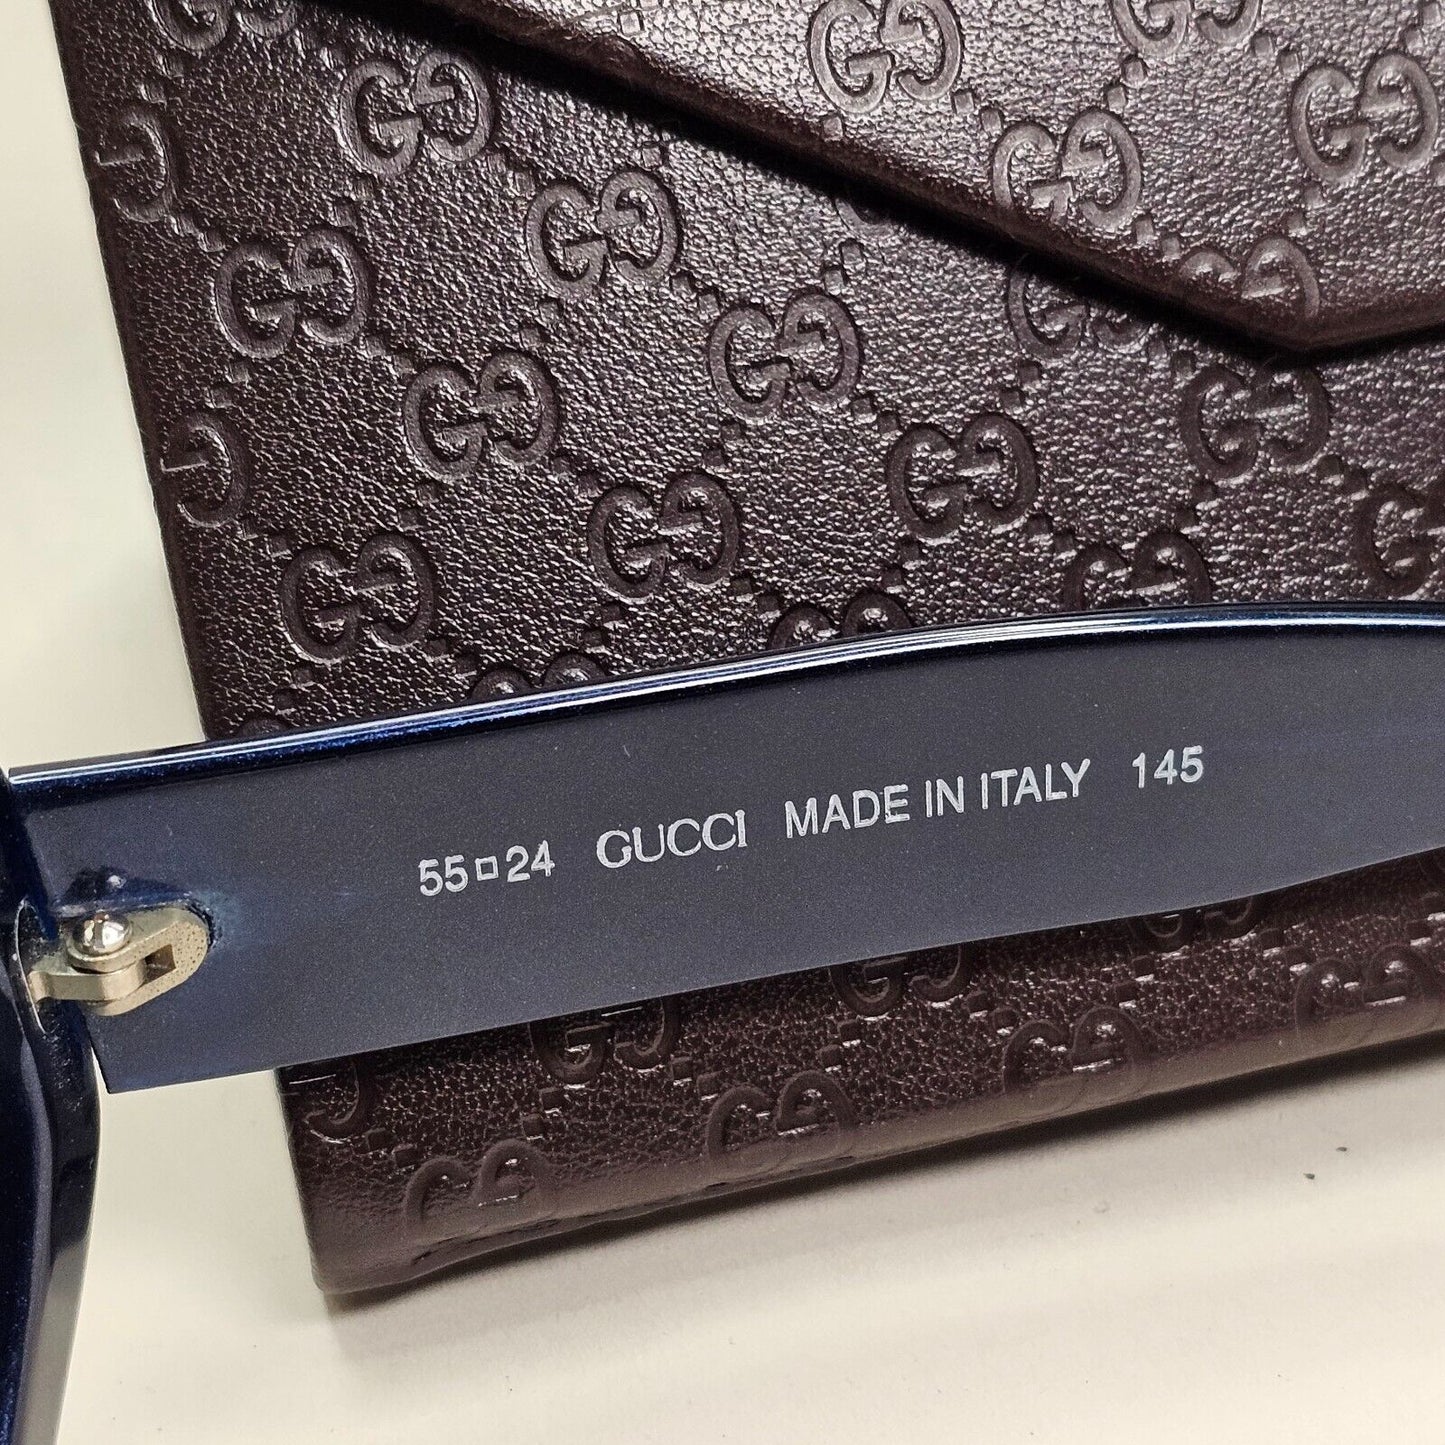 55□24 GUCCI MADE IN ITALY 145